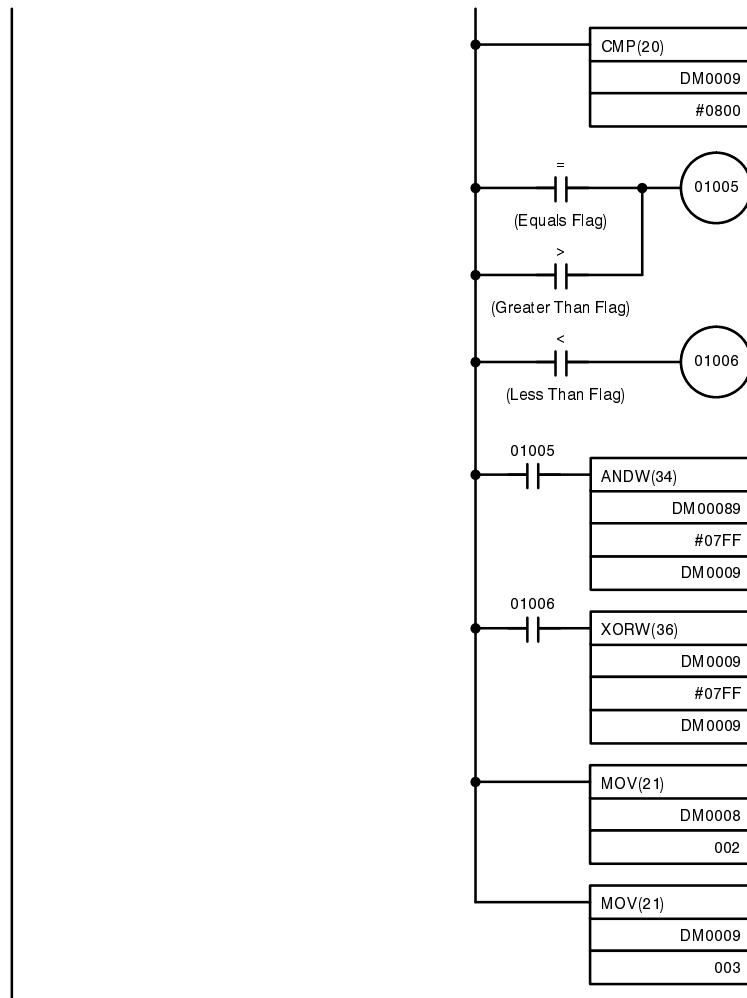 CMP(20)
DM0009
#0800
=
01005
(Equals Flag)
>
(Greater Than Flag)
<
01006
(Less Than Flag)
01005
ANDW(34)
DM00089
#07FF
DM0009
01006
XORW(36)
DM0009
#07FF
DM0009
MOV(21)
DM0008
002
MOV(21)
DM0009
003